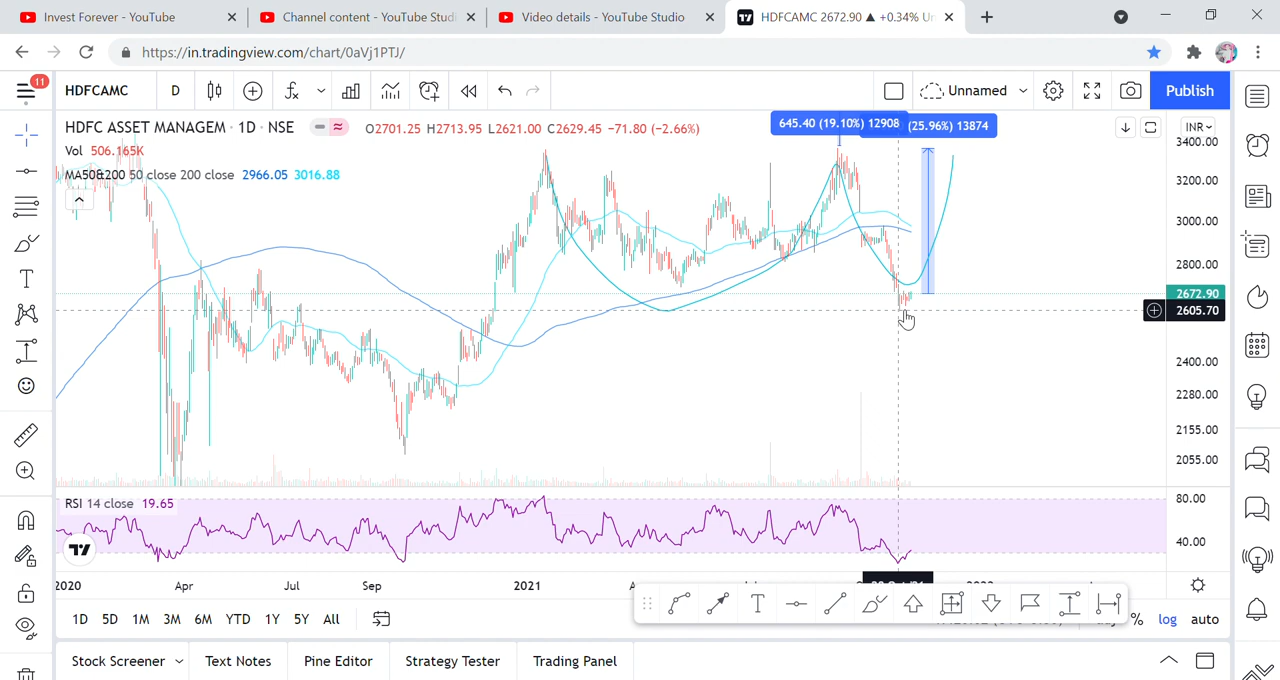 Invest Forever - YouTube
Channel content - YouTube Studi
Video details - YouTube Studio
HDFCAMC 2672.90 ▲ +0.34% Un
https://in.tradingview.com/chart/0aVj1PTJ/
11
HDFCAMC
D
Unnamed
Publish
HDFC ASSET MANAGEM · 1D · NSE
O2701.25 H2713.95 L2621.00 C2629.45 −71.80 (−2.66%)
Vol 506.165K
MA50&200 50 close 200 close 2966.05 3016.88
645.40 (19.10%) 12908
(25.96%) 13874
INR
3400.00
3200.00
3000.00
2800.00
2672.90
2605.70
2400.00
2280.00
2155.00
2055.00
RSI 14 close 19.65
80.00
40.00
2020
Apr
Jul
Sep
2021
1D 5D 1M 3M 6M YTD 1Y 5Y All
%
log
auto
Stock Screener
Text Notes
Pine Editor
Strategy Tester
Trading Panel